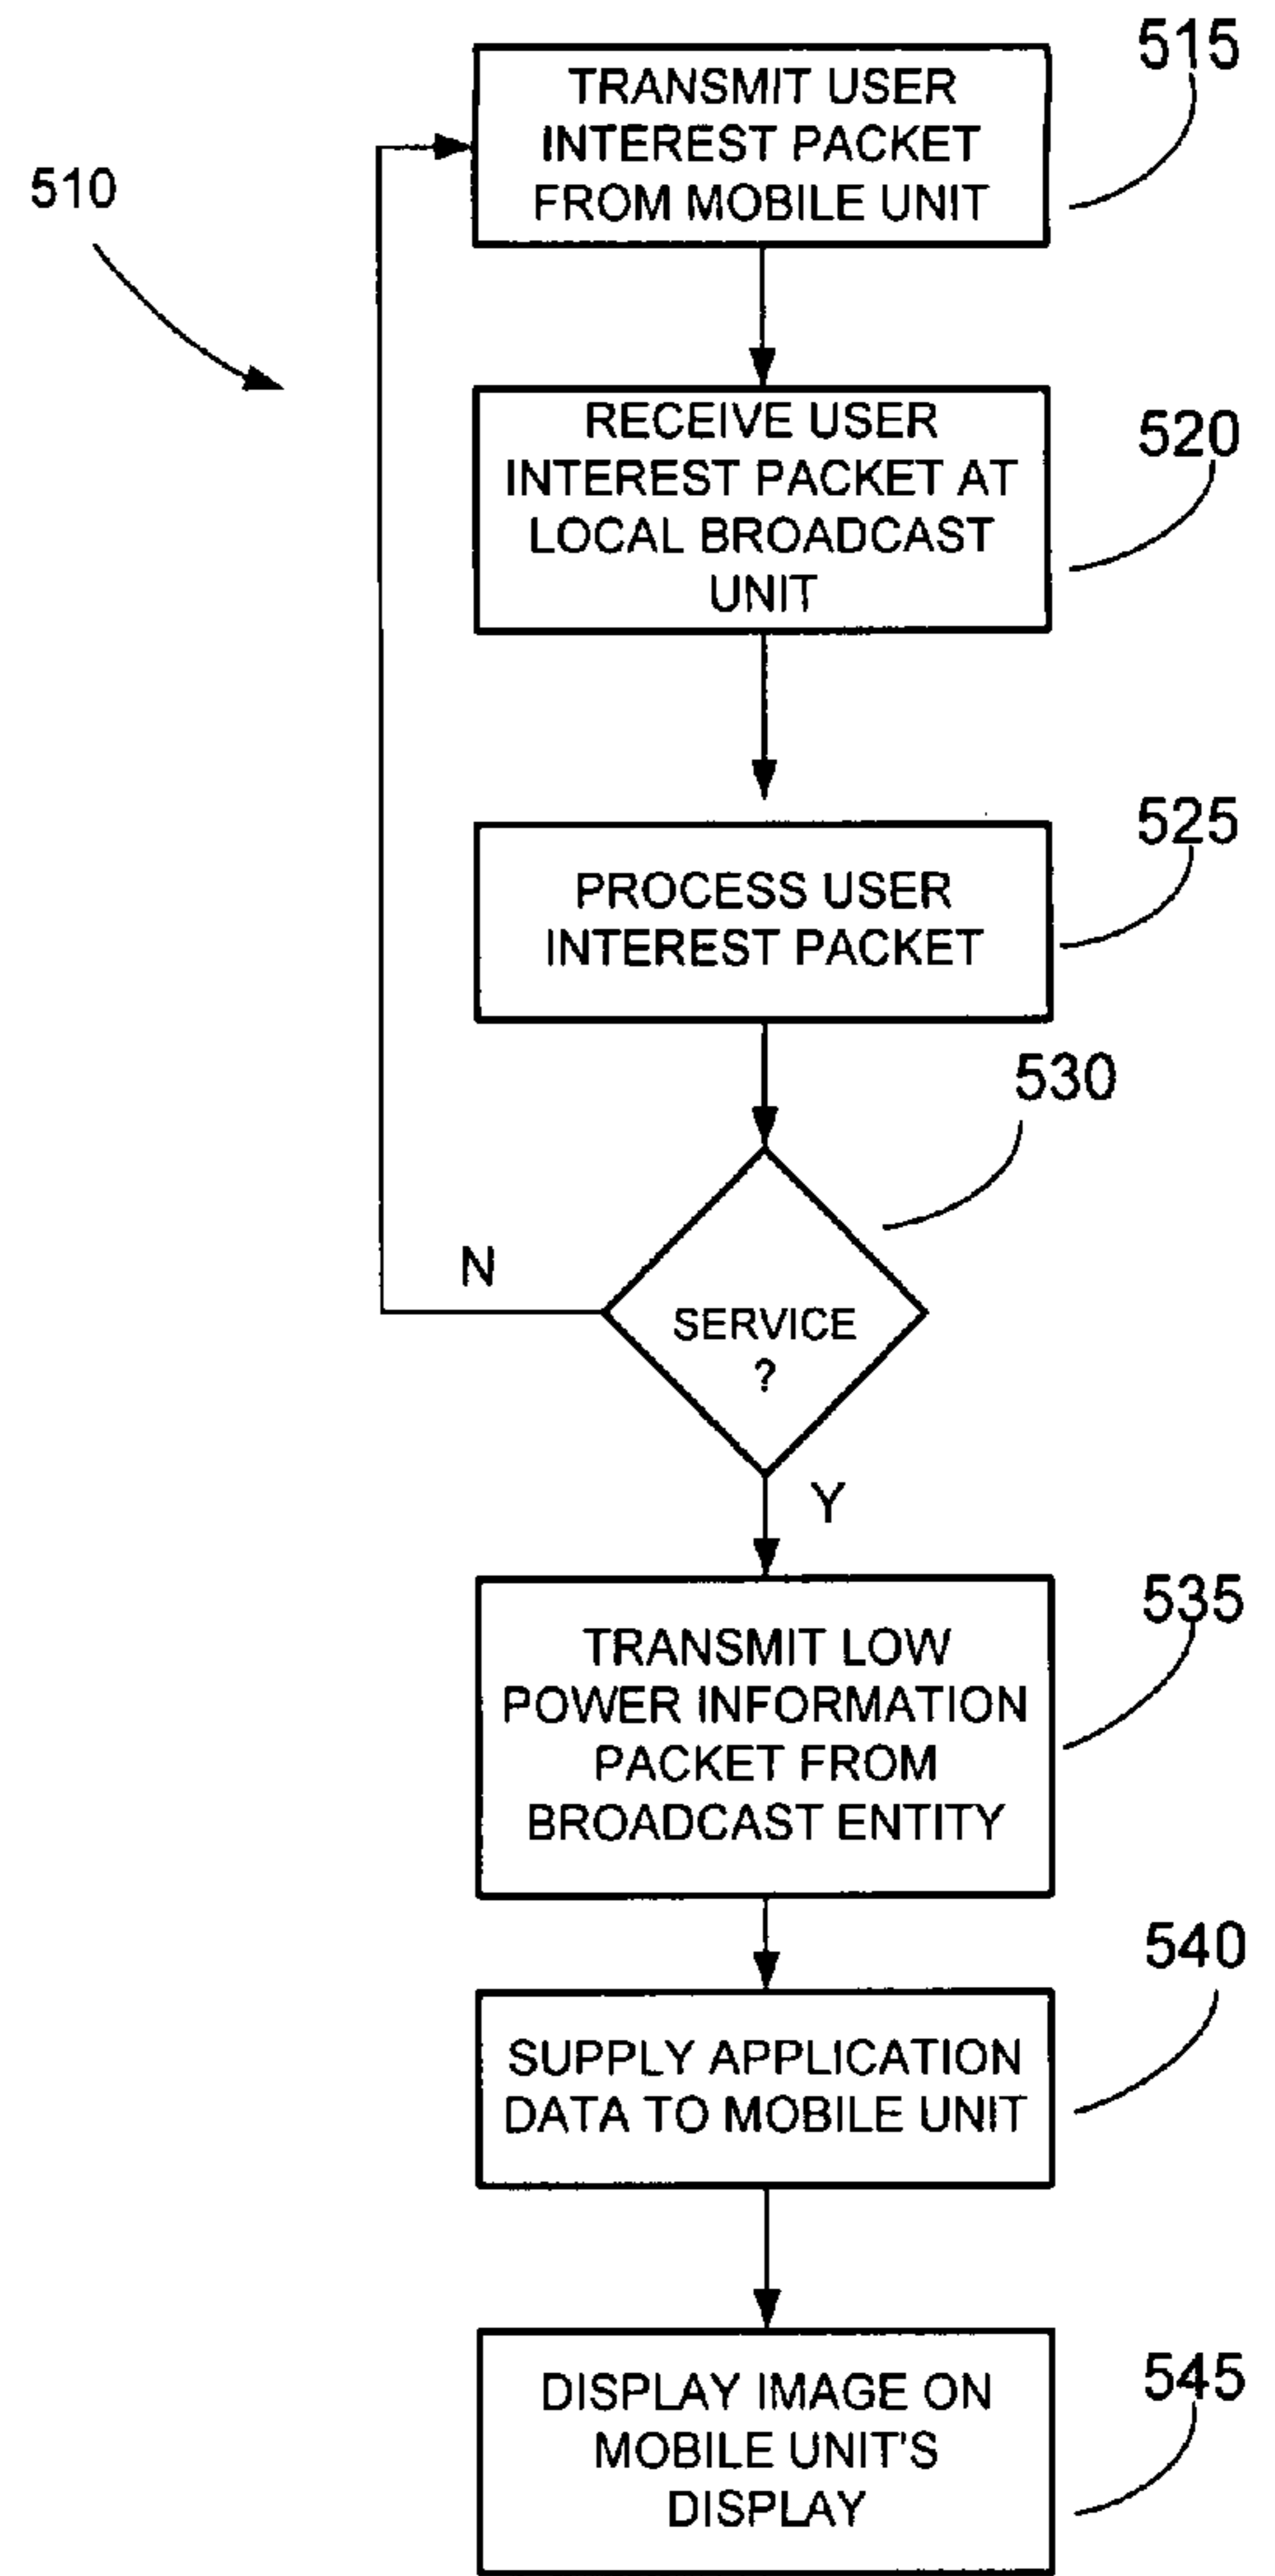 515
TRANSMIT USER
INTEREST PACKET
FROM MOBILE UNIT
510
520
RECEIVE USER
INTEREST PACKET AT
LOCAL BROADCAST
UNIT
525
PROCESS USER
INTEREST PACKET
530
N
SERVICE
?
Y
535
TRANSMIT LOW
POWER INFORMATION
PACKET FROM
BROADCAST ENTITY
540
SUPPLY APPLICATION
DATA TO MOBILE UNIT
545
DISPLAY IMAGE ON
MOBILE UNIT'S
DISPLAY